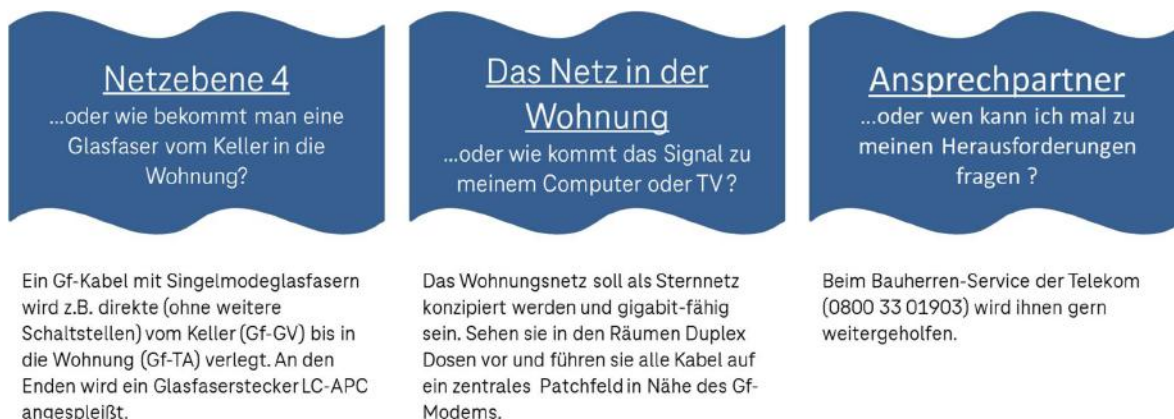 Netzebene 4
...oder wie bekommt man eine
Glasfaser vom Keller in die
Wohnung?
Ein Gf-Kabel mit Singelmodeglasfasern
wird z.B. direkte (ohne weitere
Schaltstellen) vom Keller (Gf-GV) bis in
die Wohnung (Gf-TA) verlegt. An den
Enden wird ein Glasfaserstecker LC-APC
angespleißt.
Das Netz in der
Wohnung
...oder wie kommt das Signal zu
meinem Computer oder TV ?
Das Wohnungsnetz soll als Sternnetz
konzipiert werden und gigabit-fähig
sein. Sehen sie in den Räumen Duplex
Dosen vor und führen sie alle Kabel auf
ein zentrales Patchfeld in Nähe des Gf-
Modems.
Ansprechpartner
...oder wen kann ich mal zu
meinen Herausforderungen
fragen ?
Beim Bauherren-Service der Telekom
(0800 33 01903) wird ihnen gern
weitergeholfen.